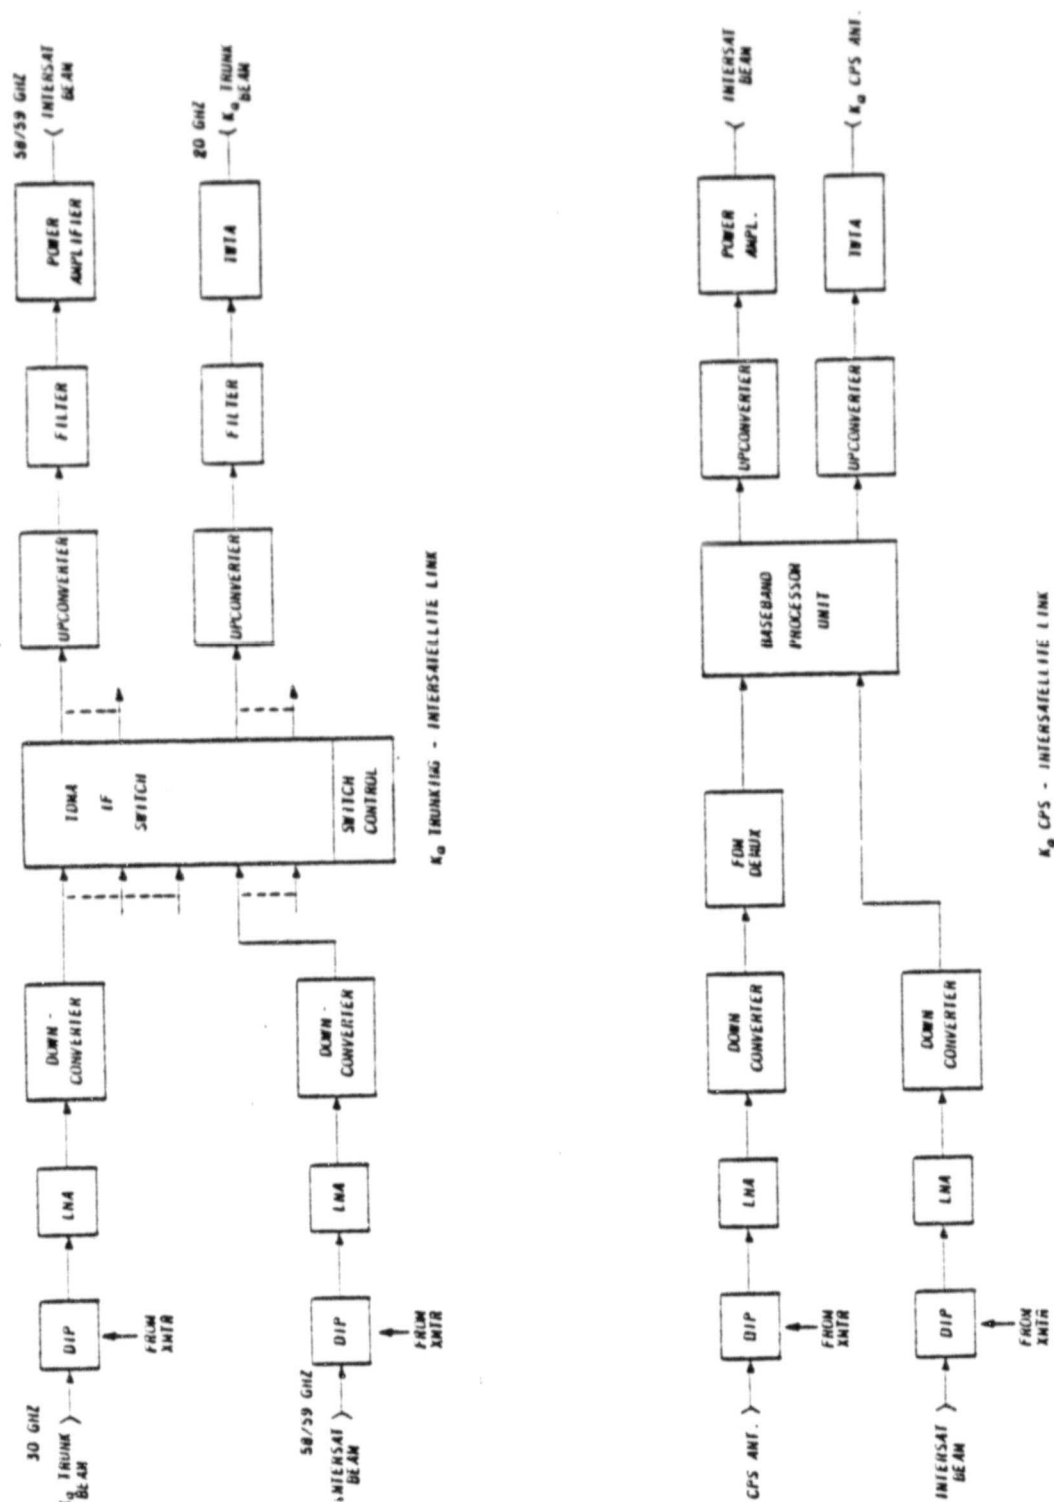 30 GHZ
Ka TRUNK
BEAM
DIP
FROM
XMTR
LNA
DOWN-
CONVERTER
58/59 GHZ
INTERSAT
BEAM
DIP
FROM
XMTR
LNA
DOWN-
CONVERTER
TDMA
IF
SWITCH
SWITCH
CONTROL
UPCONVERTER
FILTER
POWER
AMPLIFIER
58/59 GHZ
INTERSAT
BEAM
UPCONVERTER
FILTER
TWTA
20 GHZ
Ka TRUNK
BEAM
Ka TRUNKING - INTERSATELLITE LINK
CPS ANT.
DIP
FROM
XMTR
LNA
DOWN
CONVERTER
FDM
DEMUX
INTERSAT
BEAM
DIP
FROM
XMTR
LNA
DOWN
CONVERTER
BASEBAND
PROCESSOR
UNIT
UPCONVERTER
POWER
AMPL.
INTERSAT
BEAM
UPCONVERTER
TWTA
Ka CPS ANT.
Ka CPS - INTERSATELLITE LINK